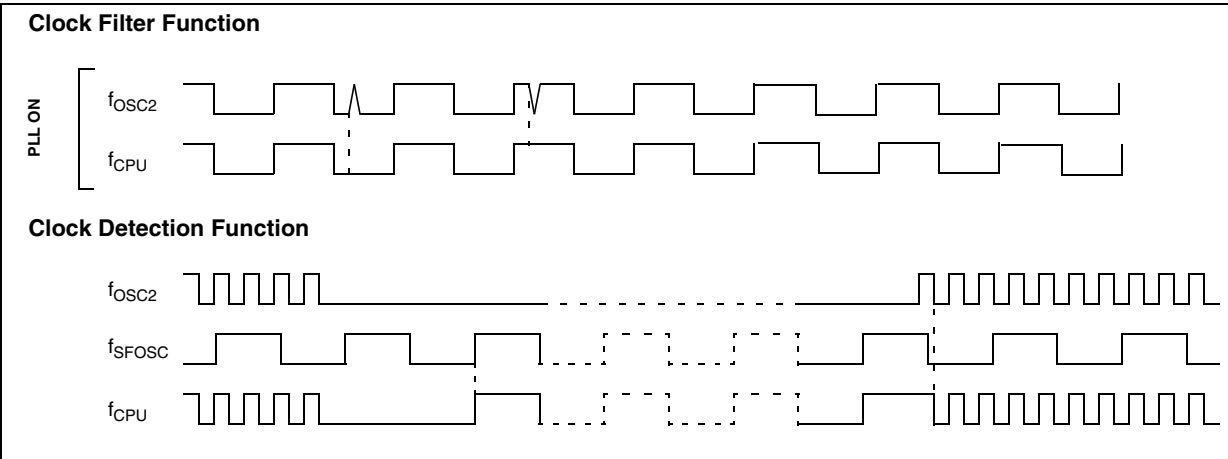 Clock Filter Function
PLL ON
fOSC2
fCPU
Clock Detection Function
fOSC2
fSFOSC
fCPU